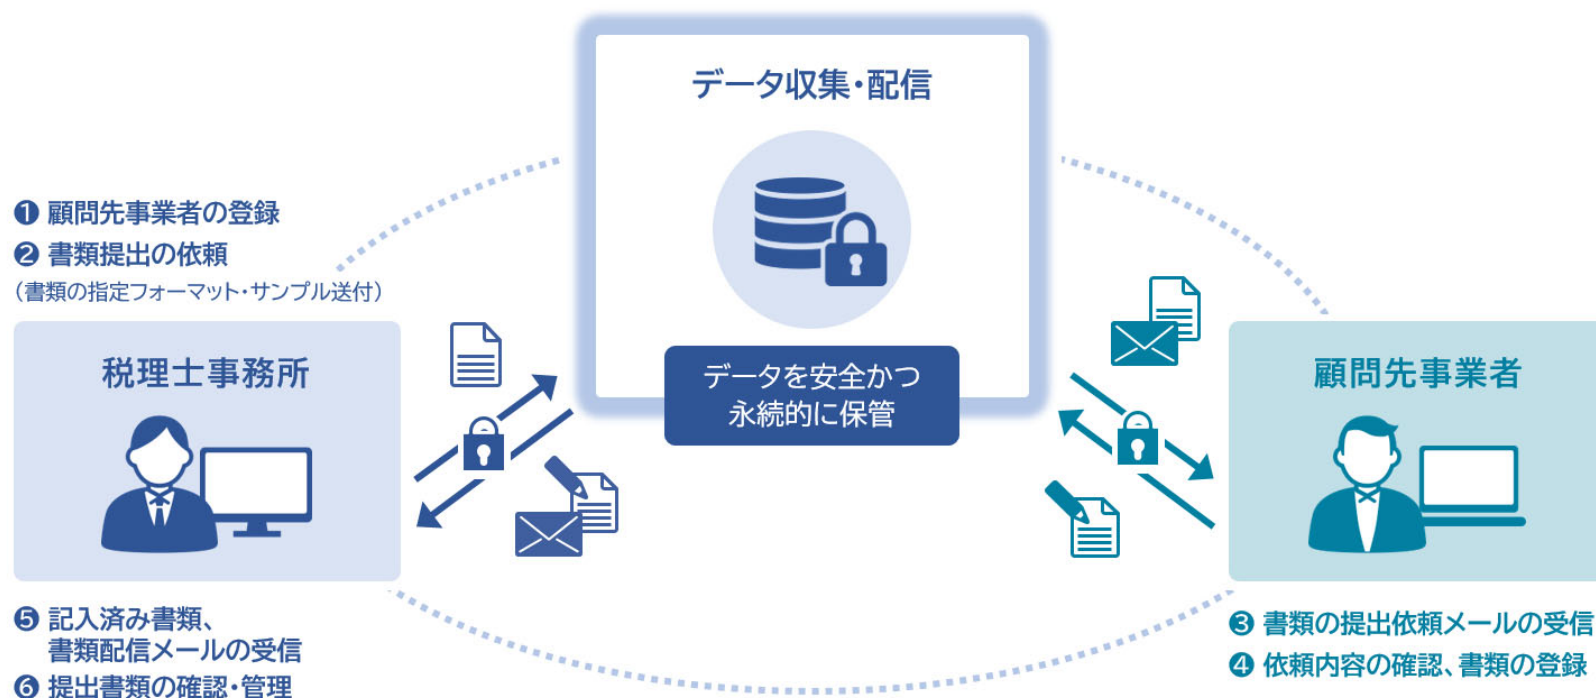 データ収集・配信
データを安全かつ
永続的に保管
❶ 顧問先事業者の登録
❷ 書類提出の依頼
（書類の指定フォーマット・サンプル送付）
税理士事務所
❺ 記入済み書類、
書類配信メールの受信
❻ 提出書類の確認・管理
顧問先事業者
❸ 書類の提出依頼メールの受信
❹ 依頼内容の確認、書類の登録